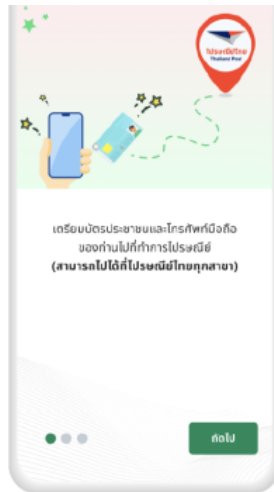 ไปรษณีย์ไทย
Thailand Post
เตรียมบัตรประชาชนและโทรศัพท์มือถือ
ของท่านไปที่ทำการไปรษณีย์
(สามารถไปได้ที่ไปรษณีย์ไทยทุกสาขา)
ถัดไป